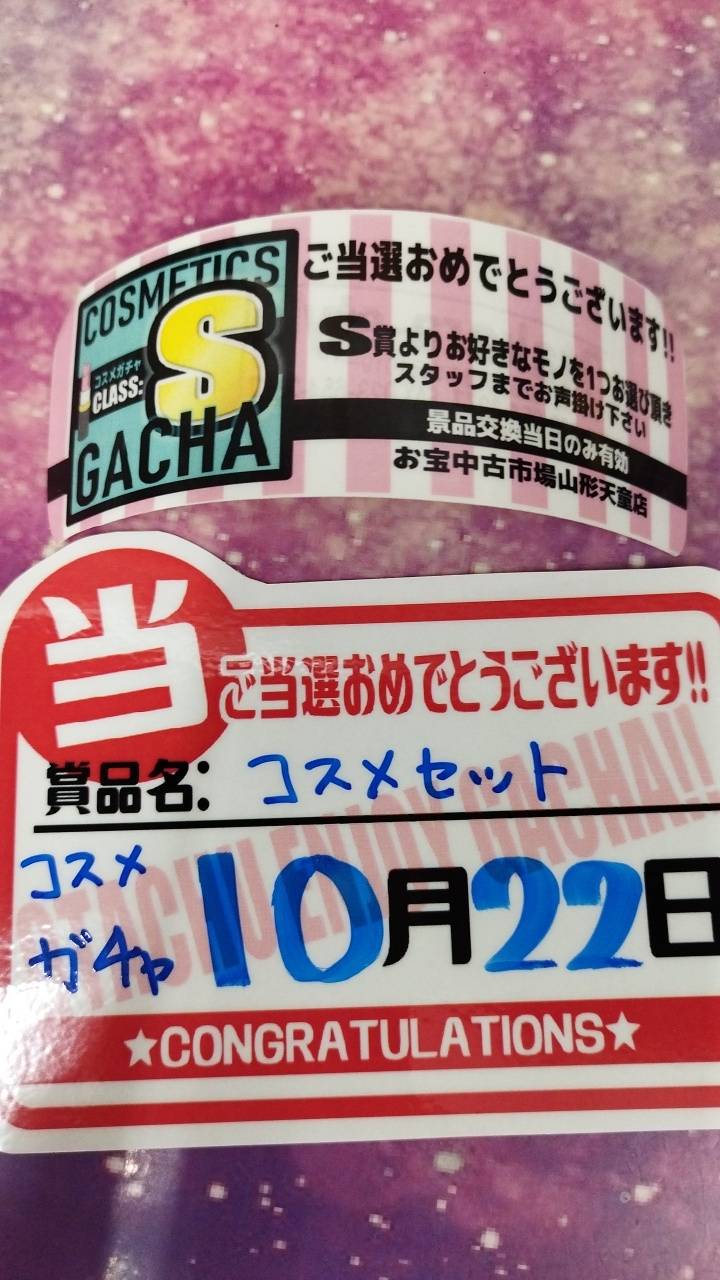 COSMETICS
コスメガチャ
CLASS:
S
GACHA
ご当選おめでとうございます!!
S賞よりお好きなモノを1つお選び頂き
スタッフまでお声掛け下さい
景品交換当日のみ有効
お宝中古市場山形天童店
当
ご当選おめでとうございます!!
賞品名: コスメセット
コスメ
ガチャ
10月22日
ENJOY GACHA!!
★CONGRATULATIONS★